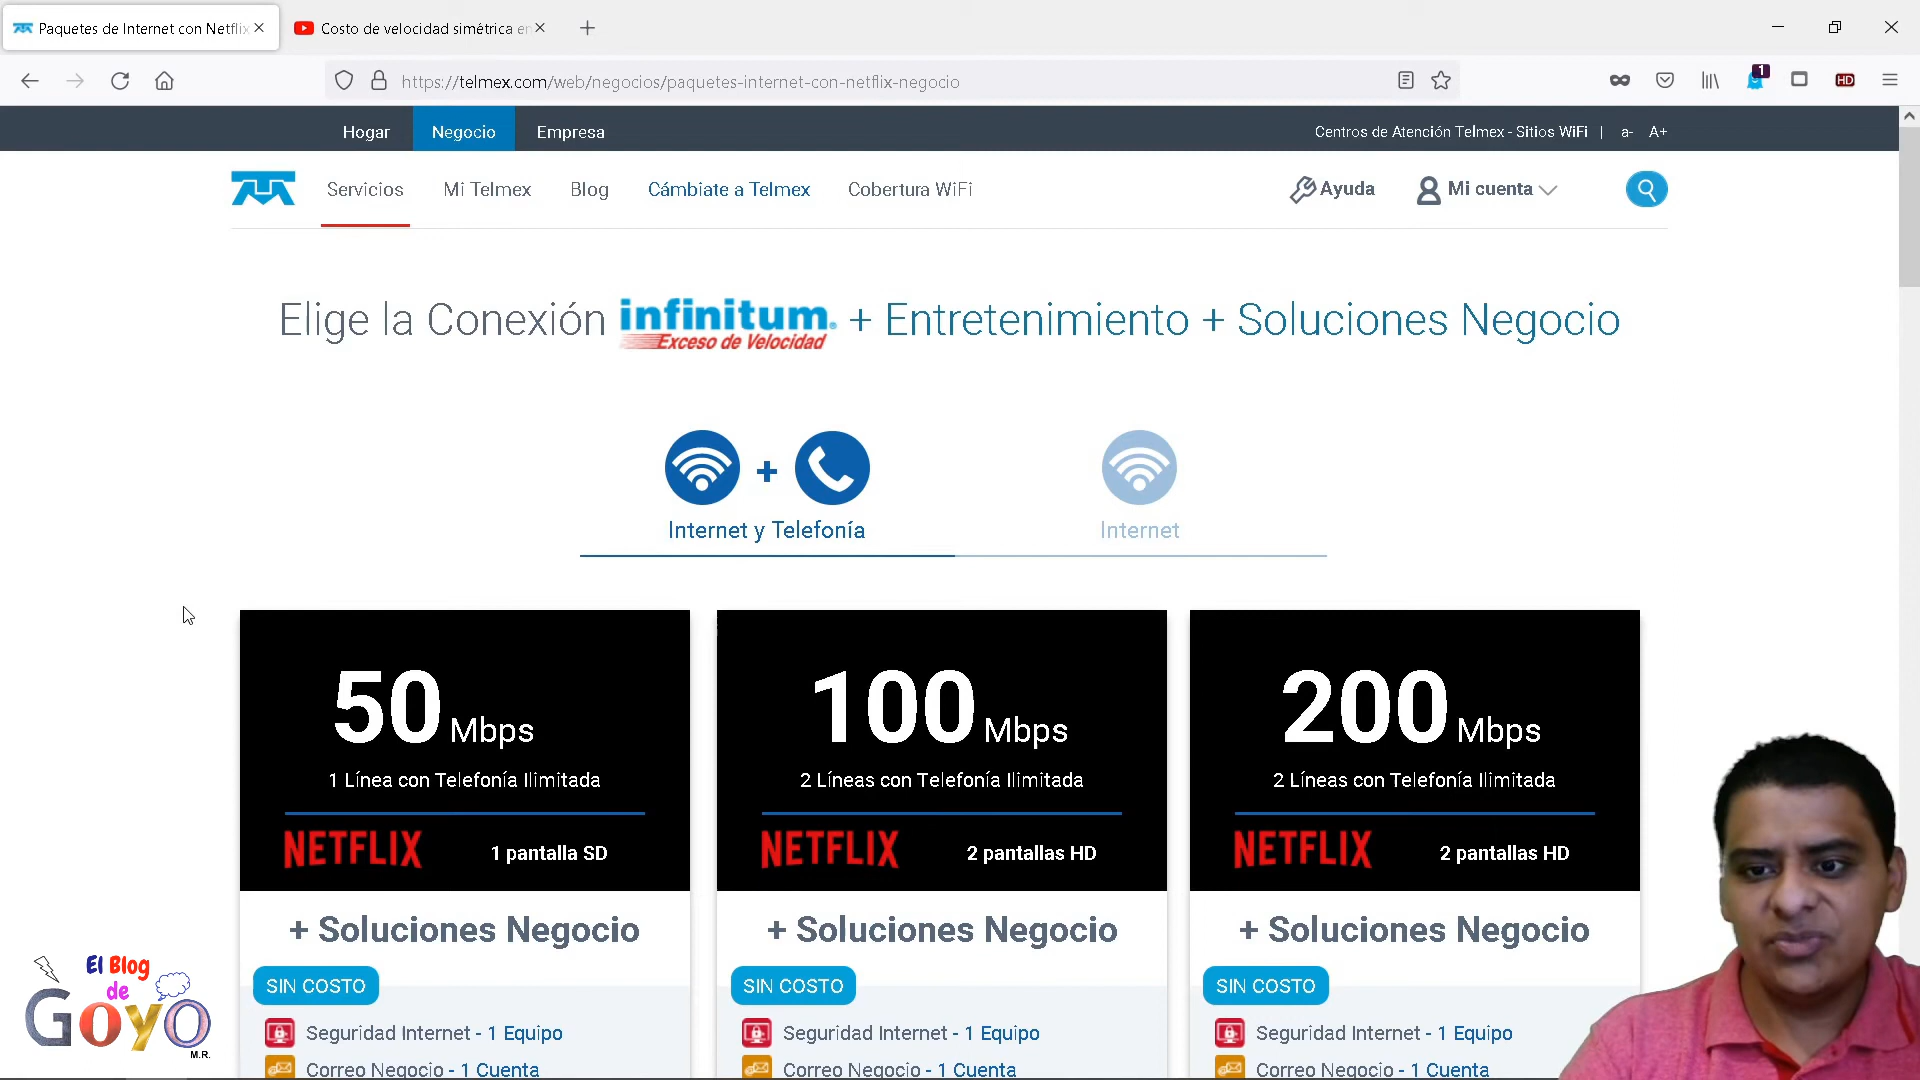 Paquetes de Internet con Netflix
Costo de velocidad simétrica en
https://telmex.com/web/negocios/paquetes-internet-con-netflix-negocio
1
HD
Hogar
Negocio
Empresa
Centros de Atención Telmex - Sitios WiFi | a- A+
Servicios
Mi Telmex
Blog
Cámbiate a Telmex
Cobertura WiFi
Ayuda
Mi cuenta
Elige la Conexión infinitum. + Entretenimiento + Soluciones Negocio
Exceso de Velocidad
+
Internet y Telefonía
Internet
50 Mbps
1 Línea con Telefonía Ilimitada
NETFLIX 1 pantalla SD
+ Soluciones Negocio
SIN COSTO
Seguridad Internet - 1 Equipo
Correo Negocio - 1 Cuenta
100 Mbps
2 Líneas con Telefonía Ilimitada
NETFLIX 2 pantallas HD
+ Soluciones Negocio
SIN COSTO
Seguridad Internet - 1 Equipo
Correo Negocio - 1 Cuenta
200 Mbps
2 Líneas con Telefonía Ilimitada
NETFLIX 2 pantallas HD
+ Soluciones Negocio
SIN COSTO
Seguridad Internet - 1 Equipo
Correo Negocio - 1 Cuenta
El Blog
de
Goyo
M.R.